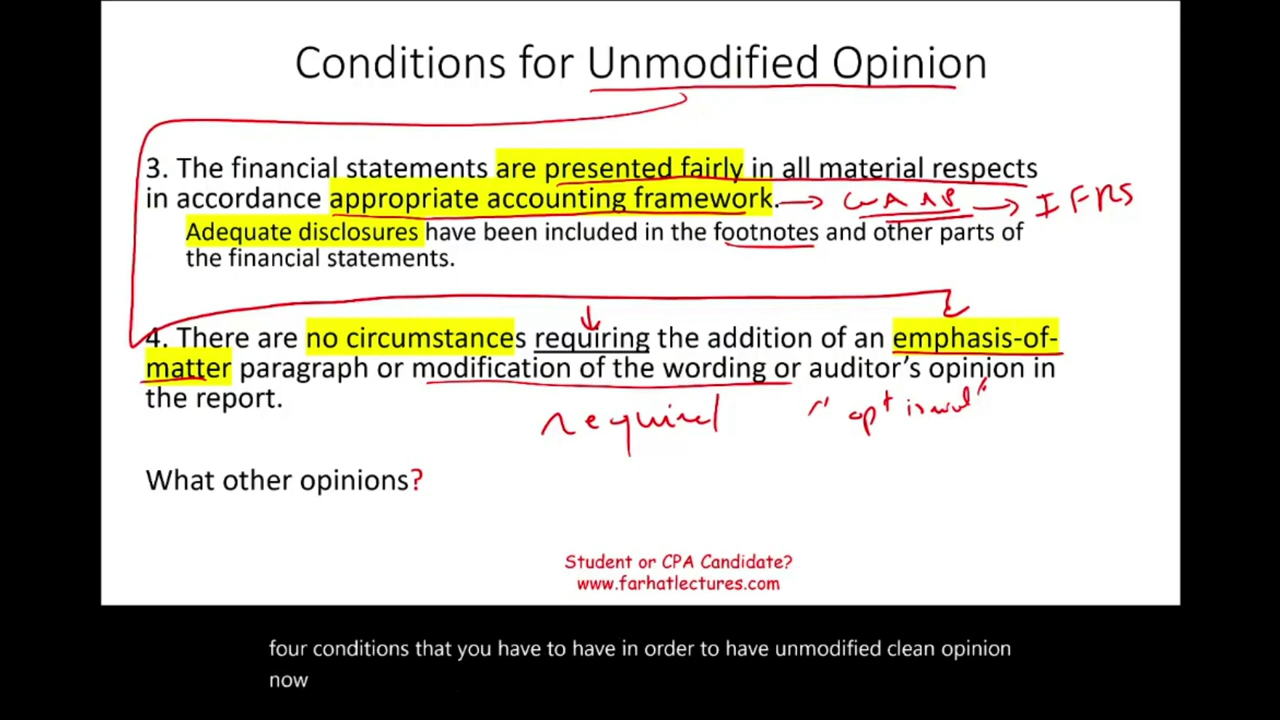 Conditions for Unmodified Opinion
3. The financial statements are presented fairly in all material respects
in accordance appropriate accounting framework. GAAP IFRS
Adequate disclosures have been included in the footnotes and other parts of
the financial statements.
4. There are no circumstances requiring the addition of an emphasis-of-
matter paragraph or modification of the wording or auditor's opinion in
the report.
required "optional"
What other opinions?
Student or CPA Candidate?
www.farhatlectures.com
four conditions that you have to have in order to have unmodified clean opinion
now